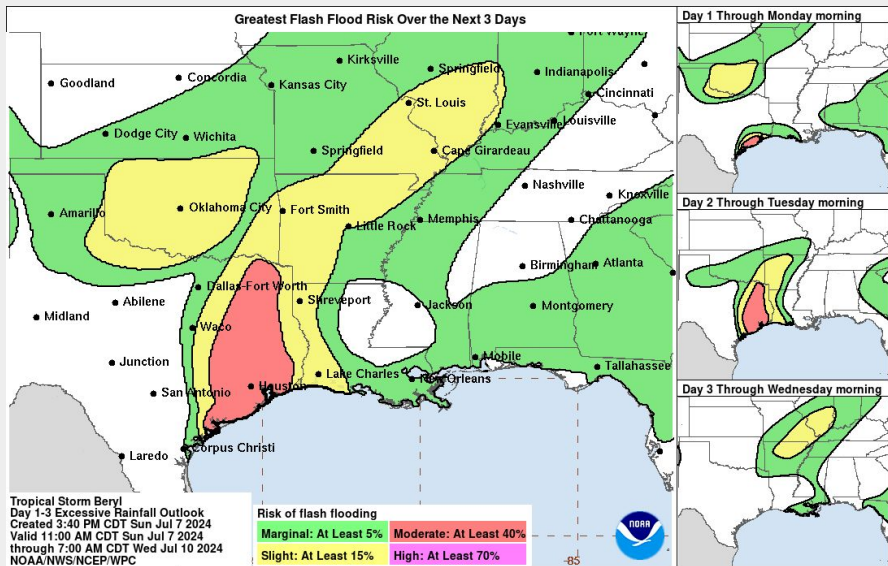 Greatest Flash Flood Risk Over the Next 3 Days
Fort Wayne
Kirksville
Springfield
Indianapolis
Goodland
Concordia
Kansas City
St. Louis
Cincinnati
Dodge City
Wichita
Springfield
Evansville
Louisville
Cape Girardeau
Nashville
Knoxville
Amarillo
Oklahoma City
Fort Smith
Little Rock
Memphis
Chattanooga
Birmingham
Atlanta
Dallas-Fort Worth
Abilene
Midland
Shreveport
Jackson
Montgomery
Waco
Junction
Mobile
Tallahassee
San Antonio
Houston
Lake Charles
New Orleans
Laredo
Corpus Christi
-85
Tropical Storm Beryl
Day 1-3 Excessive Rainfall Outlook
Created 3:40 PM CDT Sun Jul 7 2024
Valid 11:00 AM CDT Sun Jul 7 2024
through 7:00 AM CDT Wed Jul 10 2024
NOAA/NWS/NCEP/WPC
Risk of flash flooding
Marginal: At Least 5%
Moderate: At Least 40%
Slight: At Least 15%
High: At Least 70%
NOAA
Day 1 Through Monday morning
Day 2 Through Tuesday morning
Day 3 Through Wednesday morning